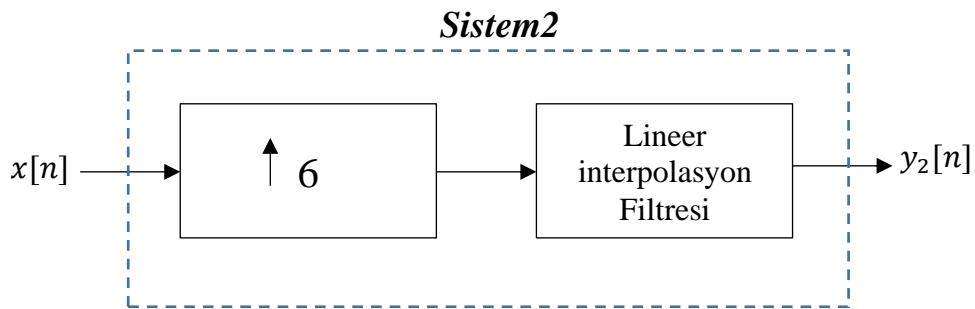 Sistem2
x[n]
↑ 6
Lineer
interpolasyon
Filtresi
y₂[n]